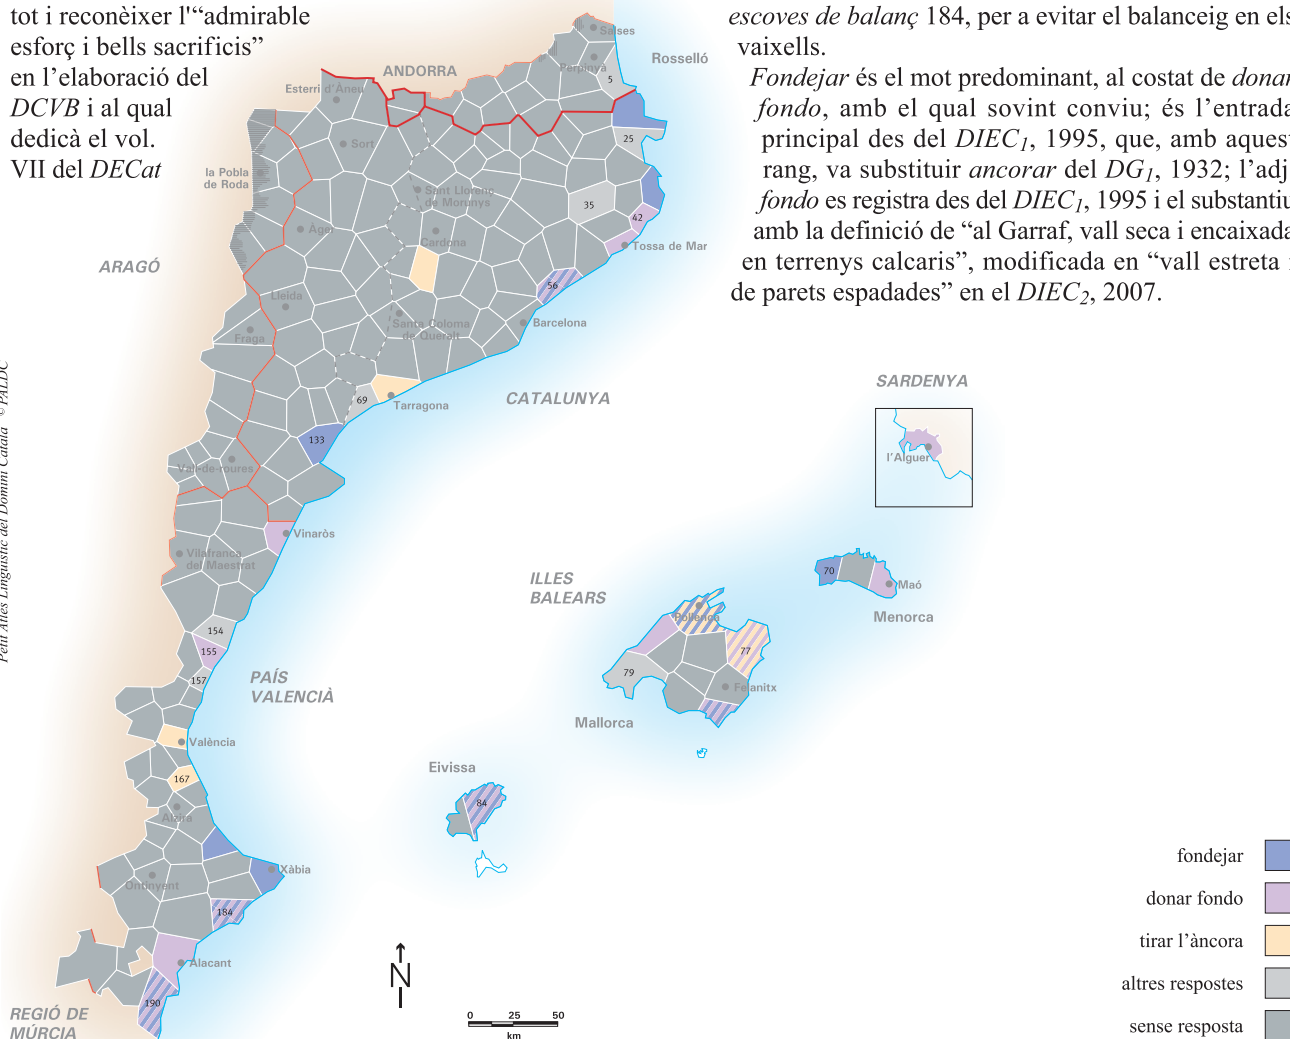 tot i reconèixer l'“admirable
esforç i bells sacrificis”
en l’elaboració del
DCVB i al qual
dedicà el vol.
VII del DECat
escoves de balanç 184, per a evitar el balanceig en els
vaixells.
Fondejar és el mot predominant, al costat de donar
fondo, amb el qual sovint conviu; és l’entrada
principal des del DIEC1, 1995, que, amb aquest
rang, va substituir ancorar del DG1, 1932; l’adj.
fondo es registra des del DIEC1, 1995 i el substantiu
amb la definició de “al Garraf, vall seca i encaixada
en terrenys calcaris”, modificada en “vall estreta i
de parets espadades” en el DIEC2, 2007.
Petit Atles Lingüístic del Domini Català ©PALDC
Salses
Rosselló
Perpinyà
5
ANDORRA
Esterri d’Àneu
25
Sort
la Pobla
de Roda
Sant Llorenç
de Morunys
35
42
Àger
Cardona
Tossa de Mar
ARAGÓ
56
Lleida
Santa Coloma
de Queralt
Barcelona
Fraga
SARDENYA
69
Tarragona
CATALUNYA
133
l’Alguer
Vall-de-roures
Vinaròs
Vilafranca
del Maestrat
ILLES
BALEARS
70
Maó
Menorca
Pollença
154
155
77
157
79
PAÍS
VALENCIÀ
Felanitx
Mallorca
València
Eivissa
167
84
Alzira
Xàbia
Ontinyent
184
Alacant
190
N
REGIÓ DE
MÚRCIA
0 25 50
km
fondejar
donar fondo
tirar l’àncora
altres respostes
sense resposta